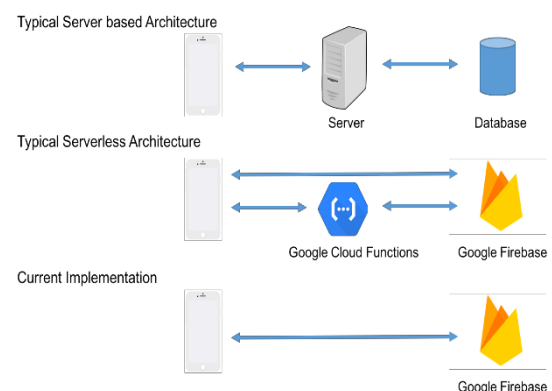 Typical Server based Architecture
Server
Database
Typical Serverless Architecture
Google Cloud Functions
Google Firebase
Current Implementation
Google Firebase